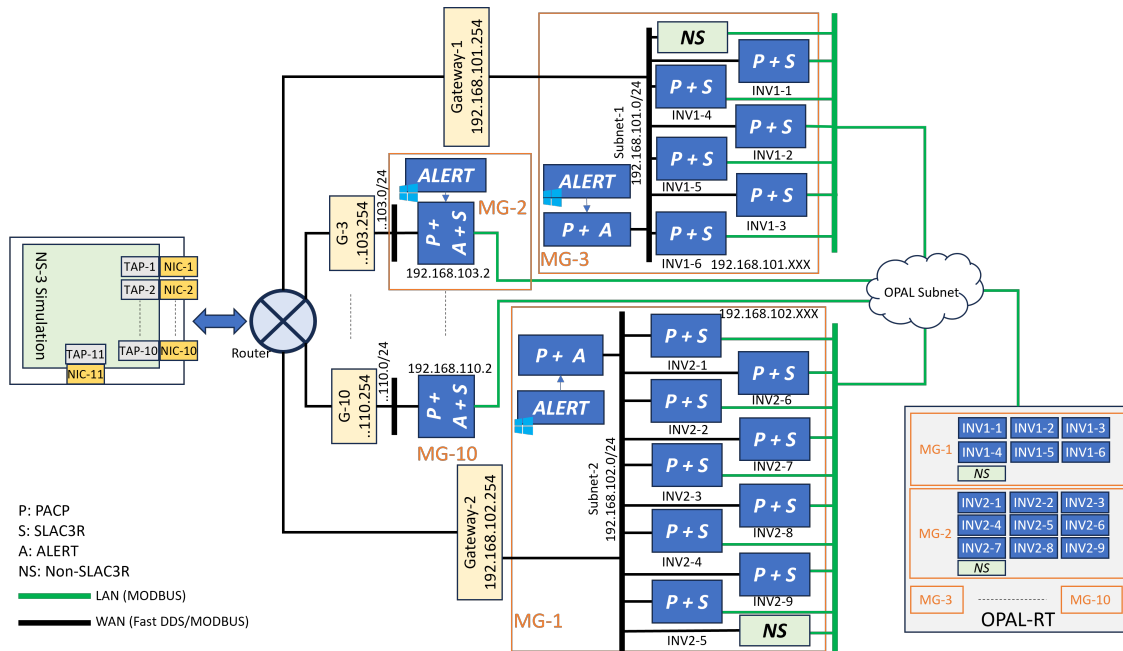 Gateway-1
192.168.101.254
NS
P + S
INV1-1
P + S
INV1-4
P + S
INV1-2
P + S
INV1-5
P + S
INV1-3
P + S
INV1-6
Subnet-1
192.168.101.0/24
ALERT
P + A
MG-3
192.168.101.XXX
ALERT
MG-2
P +
A + S
192.168.103.2
..103.0/24
G-3
..103.254
NS-3 Simulation
TAP-1
NIC-1
TAP-2
NIC-2
TAP-10
NIC-10
TAP-11
NIC-11
Router
OPAL Subnet
G-10
..110.254
..110.0/24
192.168.110.2
P +
A + S
MG-10
Gateway-2
192.168.102.254
192.168.102.XXX
P + A
ALERT
Subnet-2
192.168.102.0/24
P + S
INV2-1
P + S
INV2-6
P + S
INV2-2
P + S
INV2-7
P + S
INV2-3
P + S
INV2-8
P + S
INV2-4
P + S
INV2-9
P + S
INV2-5
NS
MG-1
MG-1
INV1-1 INV1-2 INV1-3
INV1-4 INV1-5 INV1-6
NS
MG-2
INV2-1 INV2-2 INV2-3
INV2-4 INV2-5 INV2-6
INV2-7 INV2-8 INV2-9
NS
MG-3
MG-10
OPAL-RT
P: PACP
S: SLAC3R
A: ALERT
NS: Non-SLAC3R
LAN (MODBUS)
WAN (Fast DDS/MODBUS)